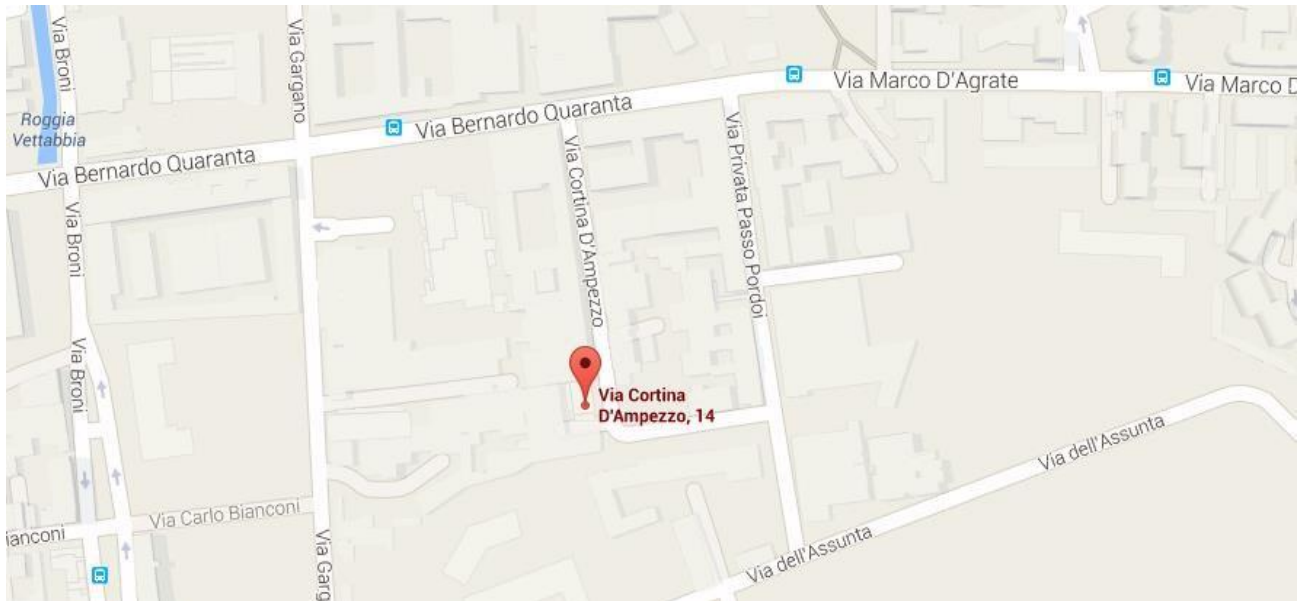 Via Broni
Via Gargano
Via Marco D'Agrate
Via Marco D
Via Bernardo Quaranta
Roggia
Vettabbia
Via Bernardo Quaranta
Via Cortina D'Ampezzo
Via Privata Passo Pordoi
Via Broni
Via Broni
Via Cortina
D'Ampezzo, 14
Via dell'Assunta
Via Carlo Bianconi
ianconi
Via Garg
Via dell'Assunta